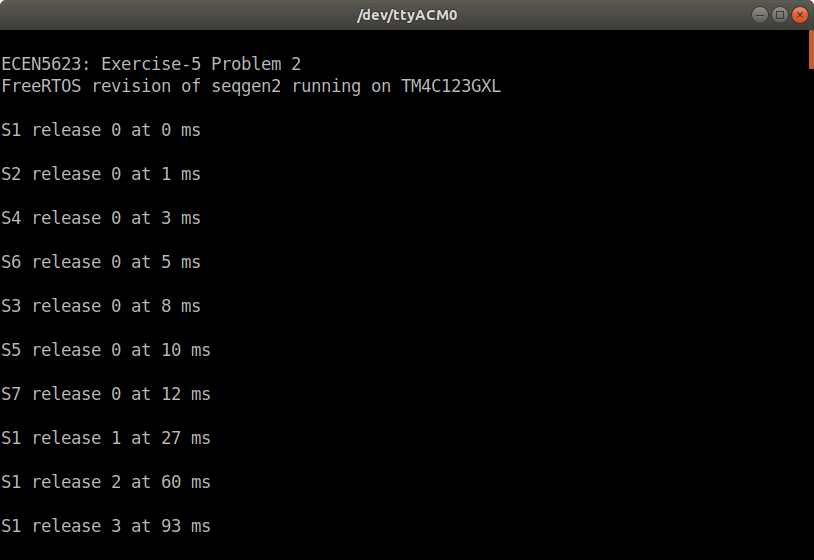 /dev/ttyACM0
ECEN5623: Exercise-5 Problem 2
FreeRTOS revision of seqgen2 running on TM4C123GXL
S1 release 0 at 0 ms
S2 release 0 at 1 ms
S4 release 0 at 3 ms
S6 release 0 at 5 ms
S3 release 0 at 8 ms
S5 release 0 at 10 ms
S7 release 0 at 12 ms
S1 release 1 at 27 ms
S1 release 2 at 60 ms
S1 release 3 at 93 ms